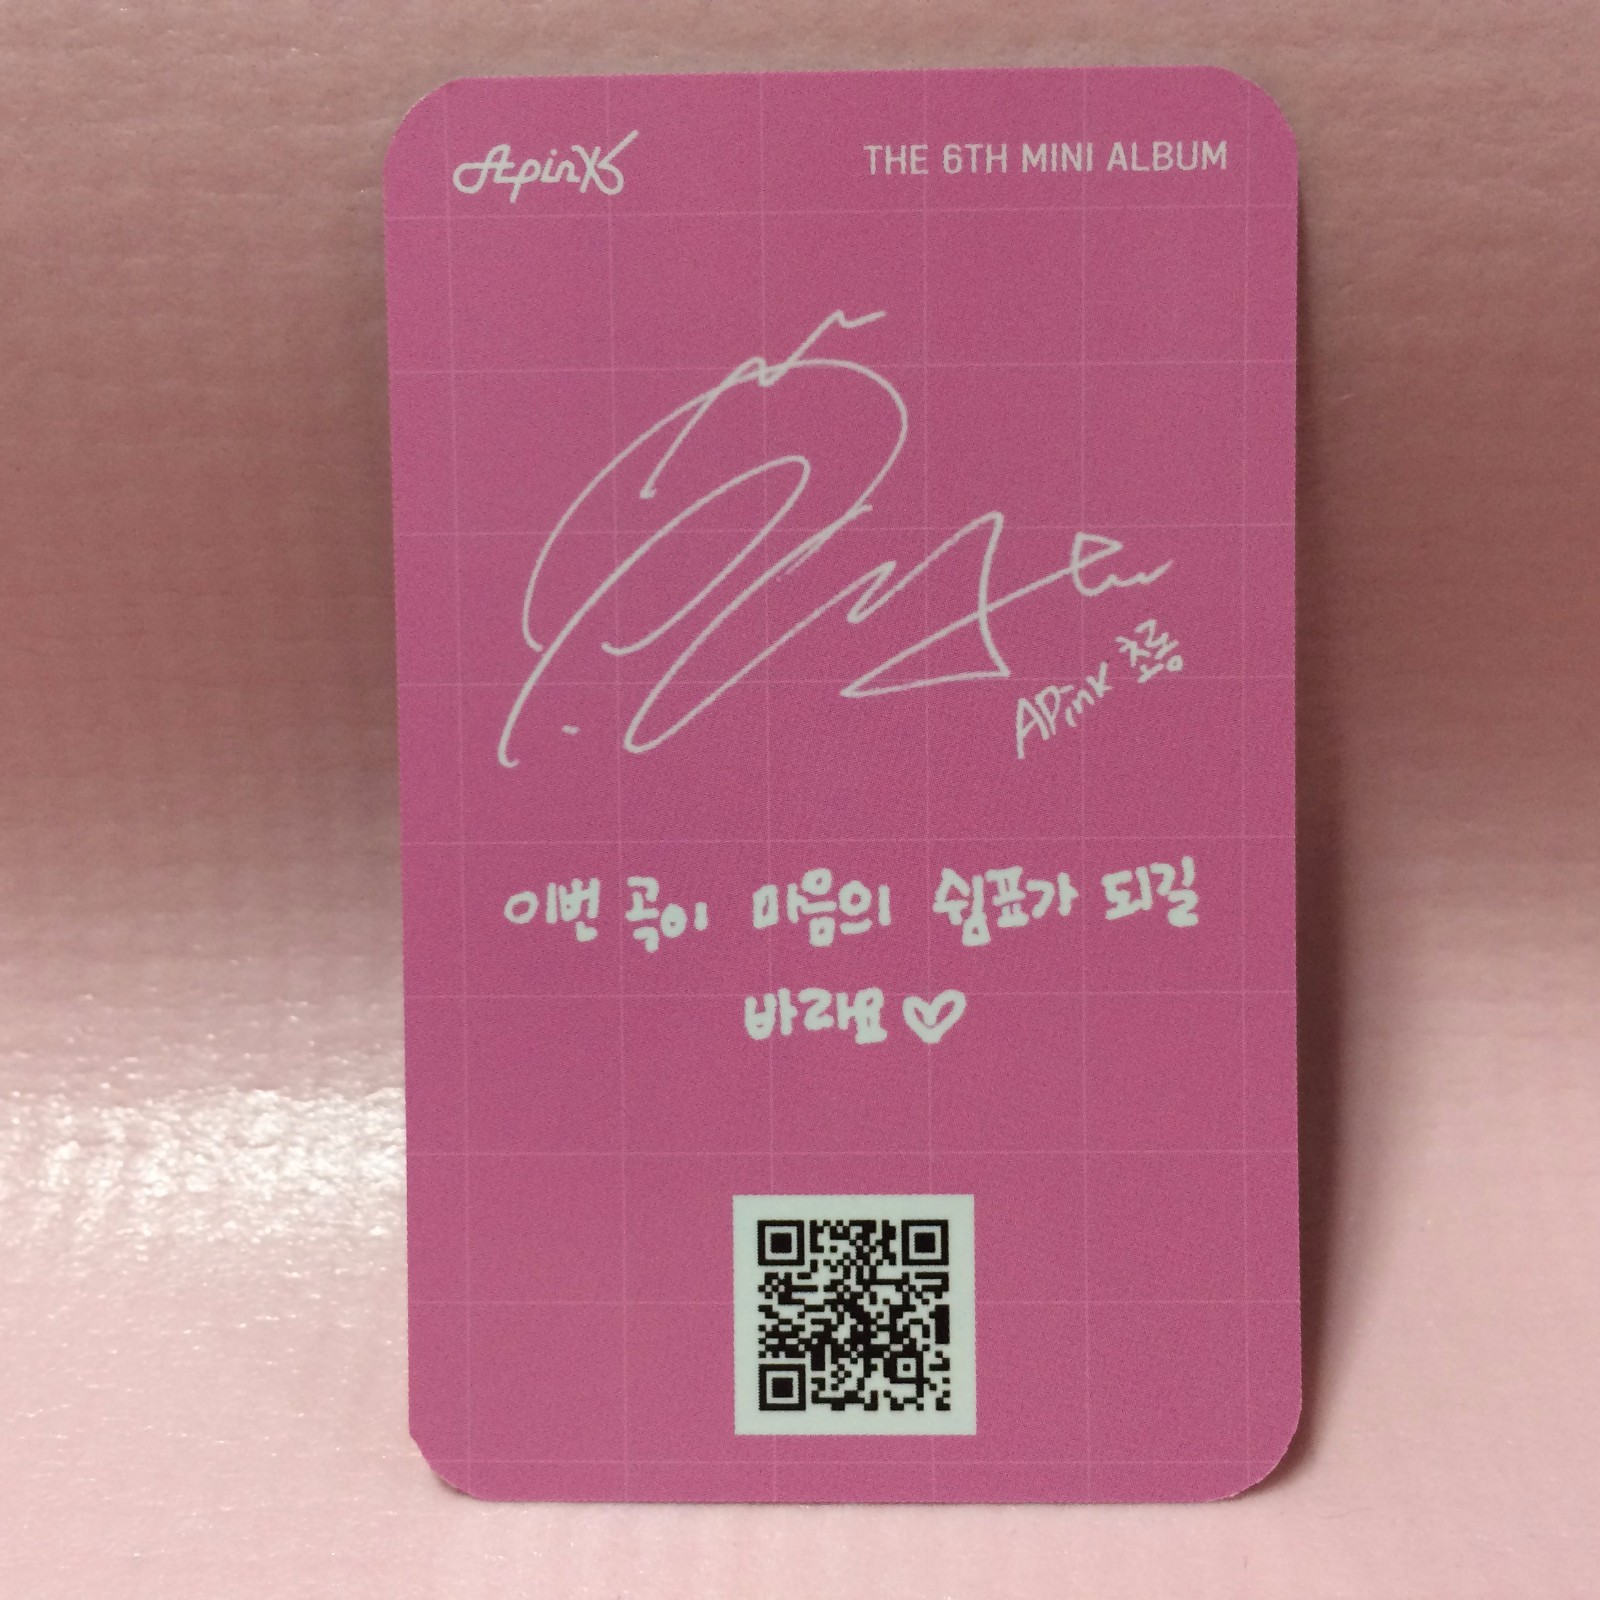 Apink
THE 6TH MINI ALBUM
APink 초롱
이번 곡이 마음의 쉼표가 되길
바라요♡